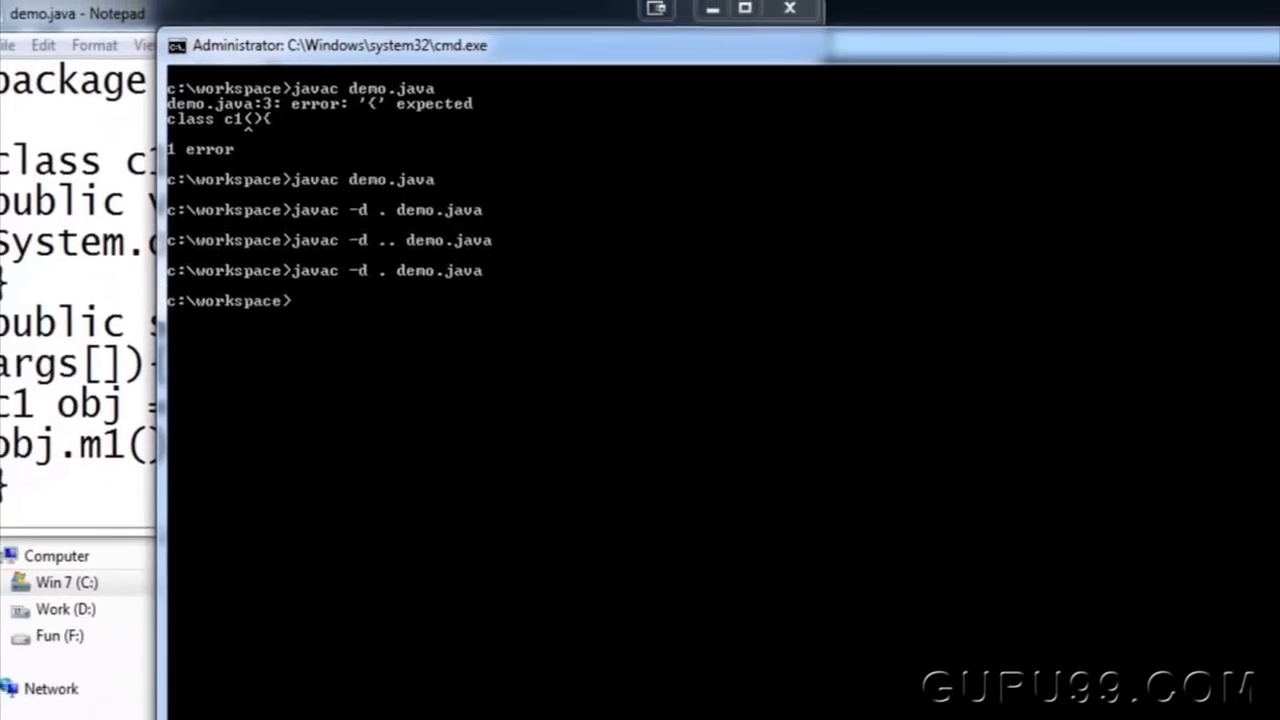 demo.java - Notepad
Edit Format
package
class c1
public
System.
}
public
args[])
c1 obj =
obj.m1()
}
Administrator: C:\Windows\system32\cmd.exe
c:\workspace>javac demo.java
demo.java:3: error: '{' expected
class c1(){
^
1 error
c:\workspace>javac demo.java
c:\workspace>javac -d . demo.java
c:\workspace>javac -d .. demo.java
c:\workspace>javac -d . demo.java
c:\workspace>
Computer
Win 7 (C:)
Work (D:)
Fun (F:)
Network
GURU99.COM